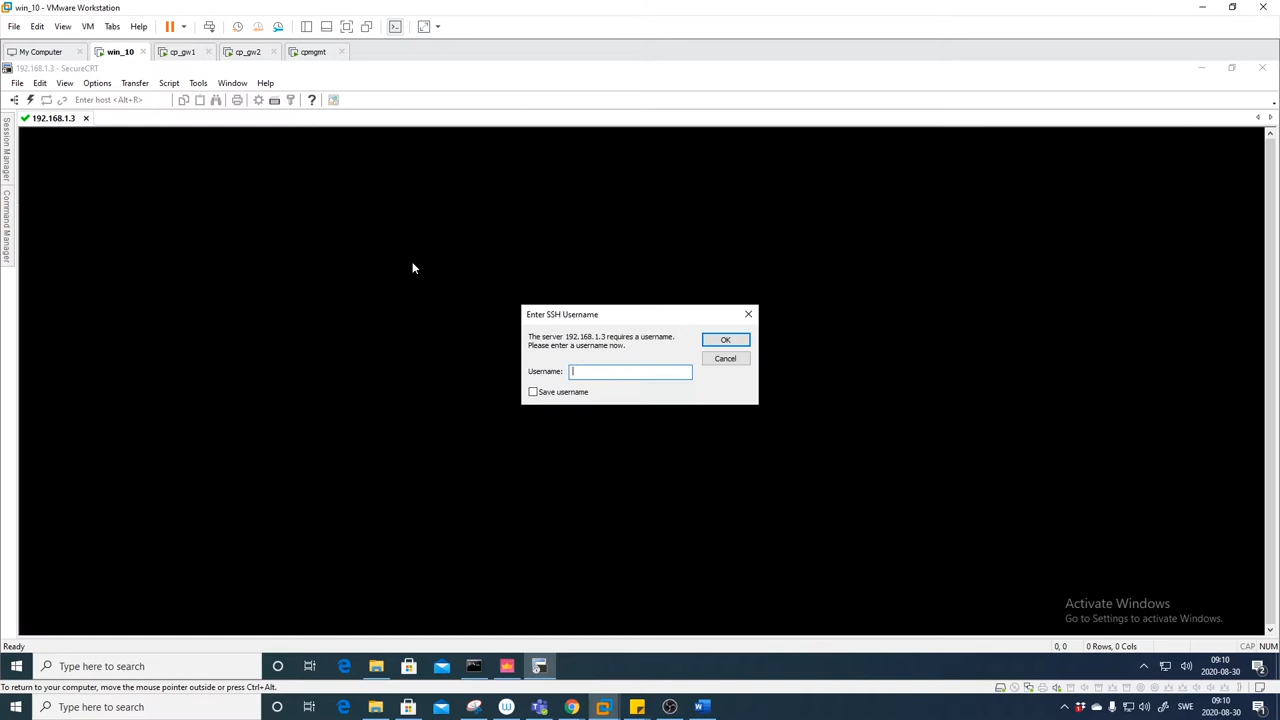 win_10 - VMware Workstation
File Edit View VM Tabs Help
My Computer win_10 cp_gw1 cp_gw2 cpmgmt
192.168.1.3 - SecureCRT
File Edit View Options Transfer Script Tools Window Help
Enter host <Alt+R>
192.168.1.3
Session Manager
Command Manager
Enter SSH Username
The server 192.168.1.3 requires a username.
Please enter a username now.
OK
Cancel
Username:
Save username
Activate Windows
Go to Settings to activate Windows.
Ready 0, 0 0 Rows, 0 Cols CAP NUM
Type here to search
09:10
2020-08-30
2
To return to your computer, move the mouse pointer outside or press Ctrl+Alt.
Type here to search
SWE
09:10
2020-08-30